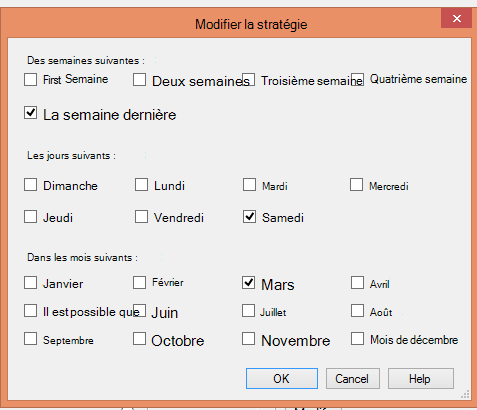 Modifier la stratégie
Des semaines suivantes :
First Semaine Deux semaines Troisième semaine Quatrième semaine
La semaine dernière
Les jours suivants :
Dimanche Lundi Mardi Mercredi
Jeudi Vendredi Samedi
Dans les mois suivants :
Janvier Février Mars Avril
Il est possible que Juin Juillet Août
Septembre Octobre Novembre Mois de décembre
OK Cancel Help